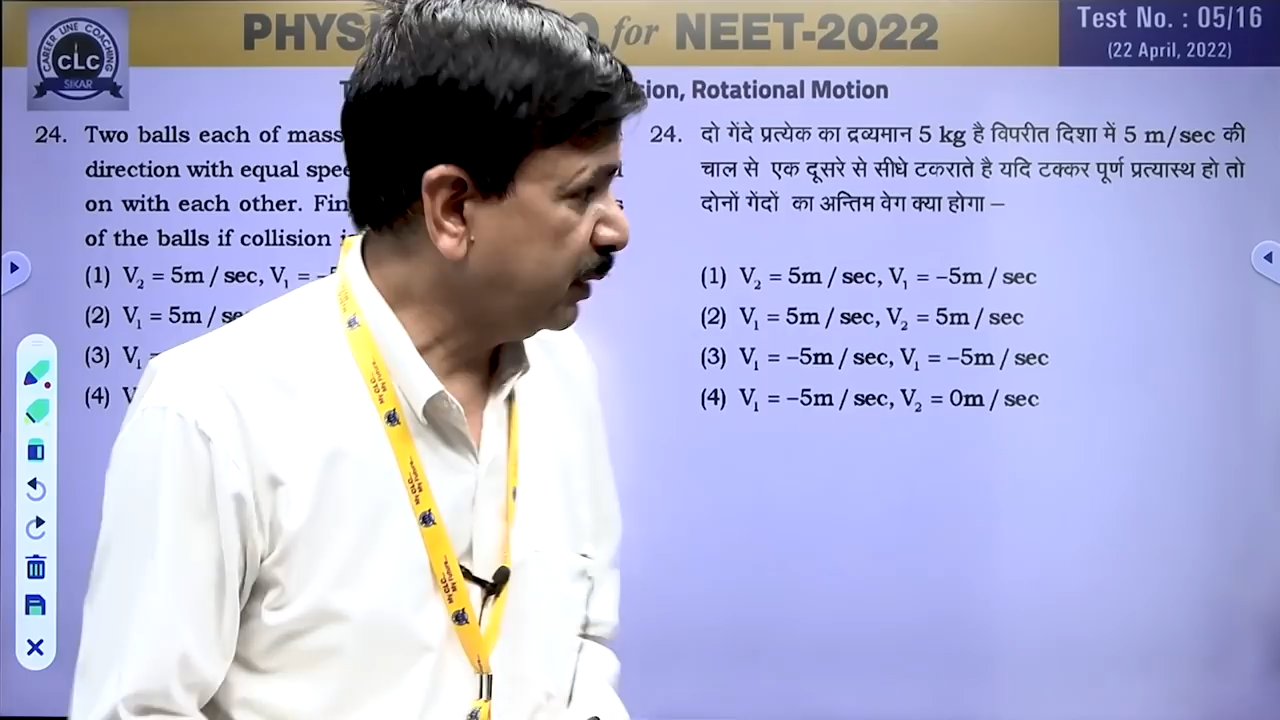 PHYSI O for NEET-2022
Test No. : 05/16
(22 April, 2022)
CAREER LINE COACHING
CLC
SIKAR
sion, Rotational Motion
24. Two balls each of mass
direction with equal spee
on with each other. Fin
of the balls if collision i
(1) V₂ = 5m / sec, V₁ = –5
(2) V₁ = 5m / se
(3) V₁ =
(4) V
24. दो गेंदे प्रत्येक का द्रव्यमान 5 kg है विपरीत दिशा में 5 m/sec की
चाल से एक दूसरे से सीधे टकराते है यदि टक्कर पूर्ण प्रत्यास्थ हो तो
दोनों गेंदों का अन्तिम वेग क्या होगा –
(1) V₂ = 5m / sec, V₁ = –5m / sec
(2) V₁ = 5m / sec, V₂ = 5m / sec
(3) V₁ = –5m / sec, V₁ = –5m / sec
(4) V₁ = –5m / sec, V₂ = 0m / sec
My CLC...
My Future...